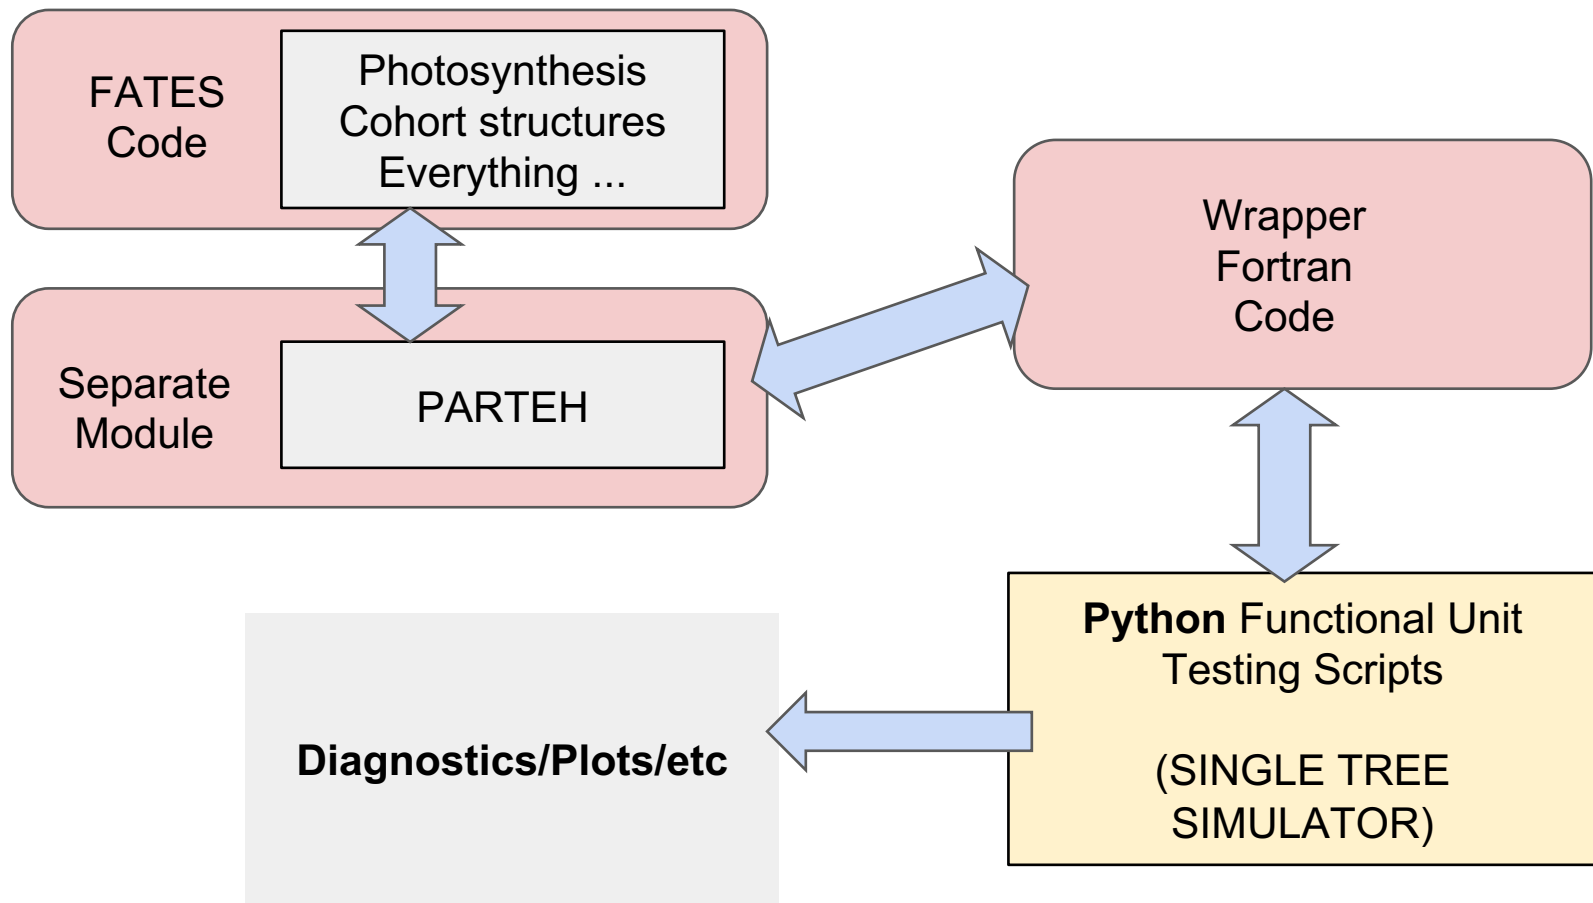 FATES
Code
Photosynthesis
Cohort structures
Everything ...
Separate
Module
PARTEH
Wrapper
Fortran
Code
Python Functional Unit
Testing Scripts
(SINGLE TREE
SIMULATOR)
Diagnostics/Plots/etc